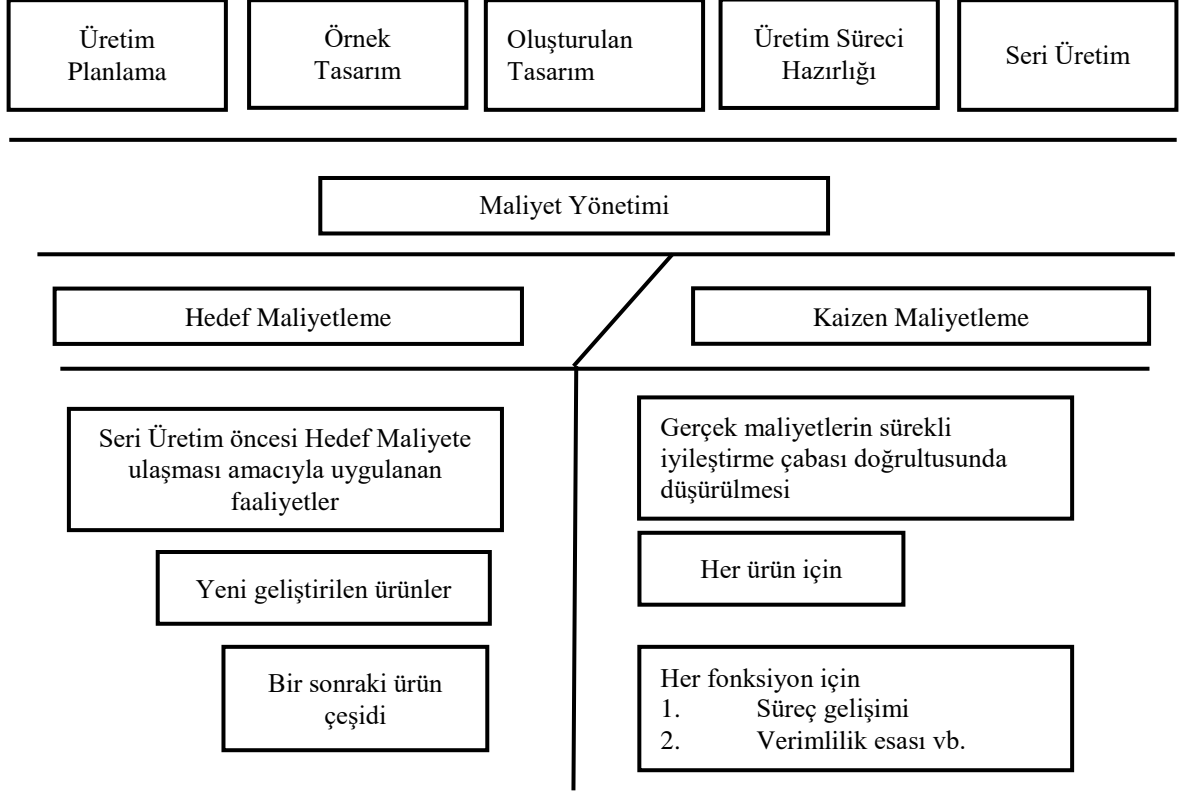 Üretim
Planlama
Örnek
Tasarım
Oluşturulan
Tasarım
Üretim Süreci
Hazırlığı
Seri Üretim
Maliyet Yönetimi
Hedef Maliyetleme
Kaizen Maliyetleme
Seri Üretim öncesi Hedef Maliyete
ulaşması amacıyla uygulanan
faaliyetler
Yeni geliştirilen ürünler
Bir sonraki ürün
çeşidi
Gerçek maliyetlerin sürekli
iyileştirme çabası doğrultusunda
düşürülmesi
Her ürün için
Her fonksiyon için
1. Süreç gelişimi
2. Verimlilik esası vb.